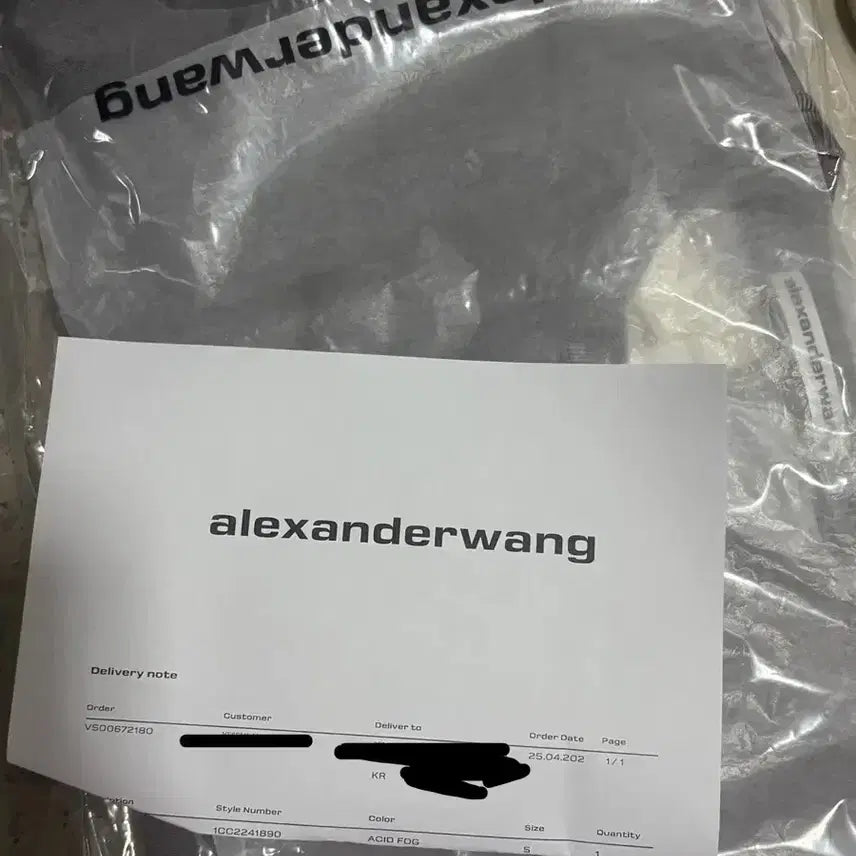 alexanderwang
alexanderwang
alexanderwang
Delivery note
Order Customer Deliver to Order Date Page
VS00672180 25.04.202 1/1
KR
Style Number Color Size Quantity
1CC2241890 ACID FOG S 1